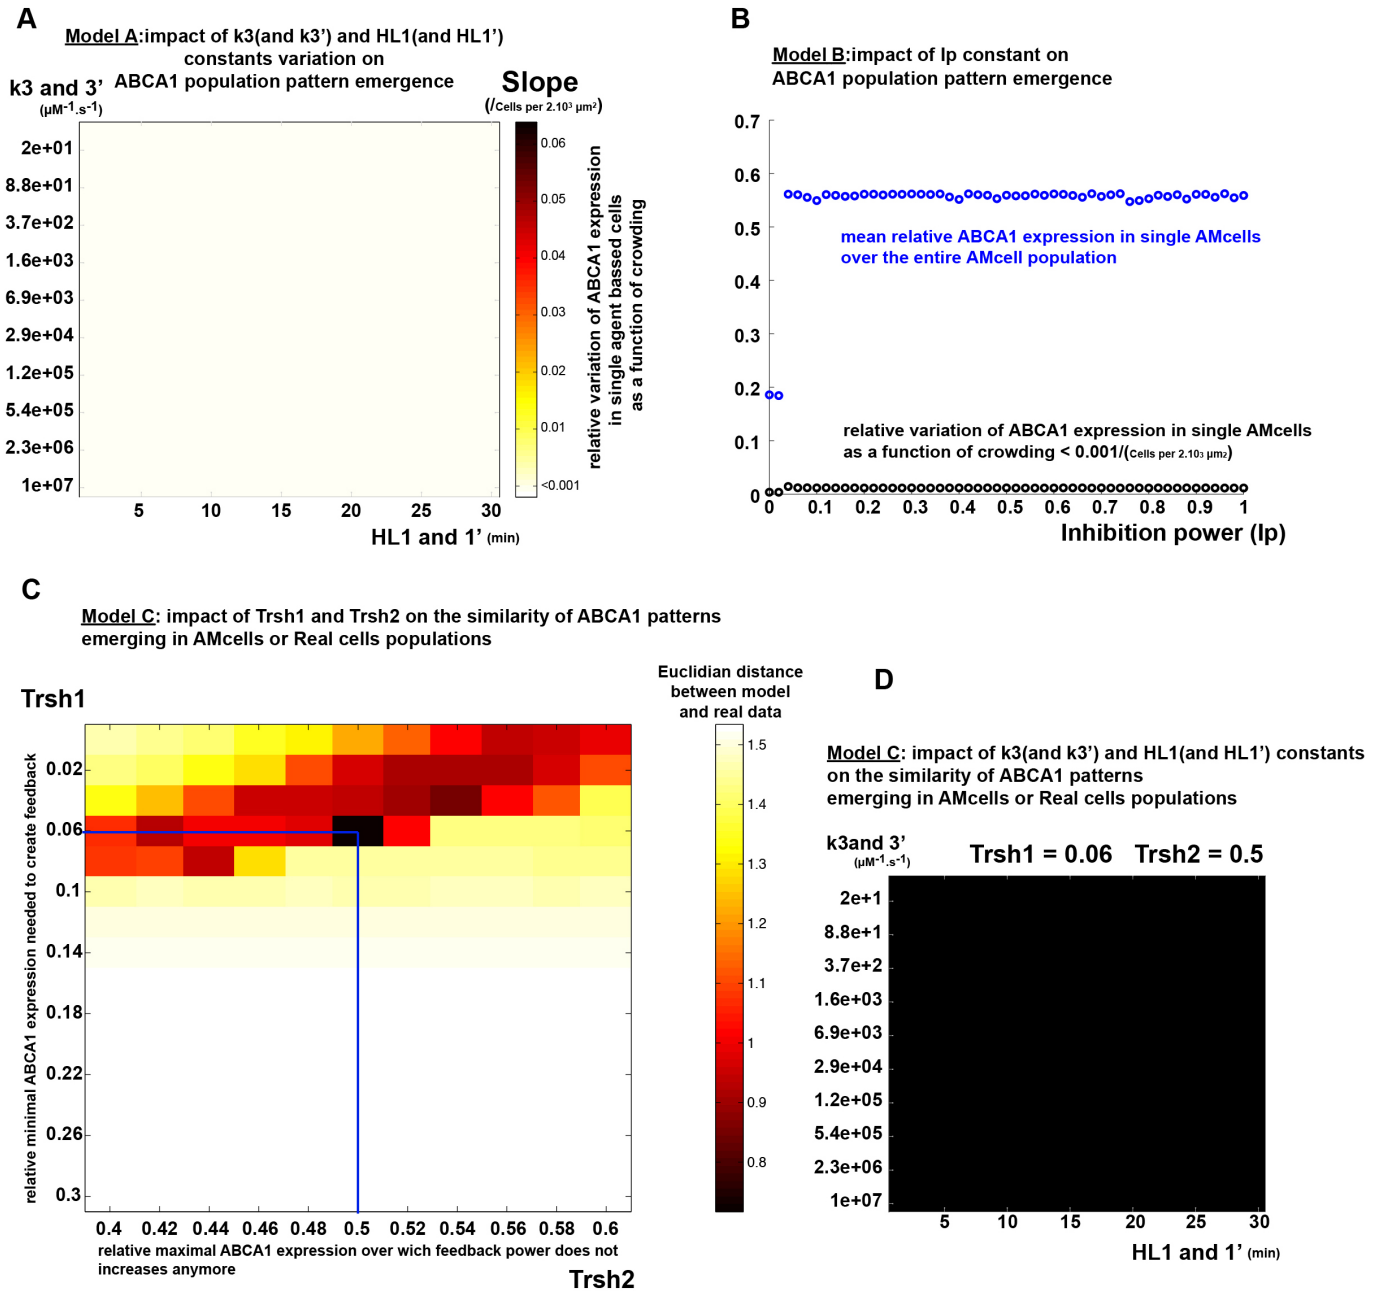 A
Model A:impact of k3(and k3') and HL1(and HL1')
constants variation on
ABCA1 population pattern emergence
k3 and 3'
(µM⁻¹.s⁻¹)
Slope
(/Cells per 2.10³ µm²)
2e+01
8.8e+01
3.7e+02
1.6e+03
6.9e+03
2.9e+04
1.2e+05
5.4e+05
2.3e+06
1e+07
5 10 15 20 25 30
HL1 and 1' (min)
0.06
0.05
0.04
0.03
0.02
0.01
<0.001
relative variation of ABCA1 expression
in single agent bassed cells
as a function of crowding
B
Model B:impact of Ip constant on
ABCA1 population pattern emergence
0.7
0.6
0.5
0.4
0.3
0.2
0.1
0
mean relative ABCA1 expression in single AMcells
over the entire AMcell population
relative variation of ABCA1 expression in single AMcells
as a function of crowding < 0.001/(Cells per 2.10³ µm²)
0 0.1 0.2 0.3 0.4 0.5 0.6 0.7 0.8 0.9 1
Inhibition power (Ip)
C
Model C: impact of Trsh1 and Trsh2 on the similarity of ABCA1 patterns
emerging in AMcells or Real cells populations
Trsh1
relative minimal ABCA1 expression needed to create feedback
0.02
0.06
0.1
0.14
0.18
0.22
0.26
0.3
0.4 0.42 0.44 0.46 0.48 0.5 0.52 0.54 0.56 0.58 0.6
relative maximal ABCA1 expression over wich feedback power does not
increases anymore
Trsh2
Euclidian distance
between model
and real data
1.5
1.4
1.3
1.2
1.1
1
0.9
0.8
D
Model C: impact of k3(and k3') and HL1(and HL1') constants
on the similarity of ABCA1 patterns
emerging in AMcells or Real cells populations
k3and 3'
(µM⁻¹.s⁻¹)
Trsh1 = 0.06 Trsh2 = 0.5
2e+1
8.8e+1
3.7e+2
1.6e+03
6.9e+03
2.9e+04
1.2e+05
5.4e+05
2.3e+06
1e+07
5 10 15 20 25 30
HL1 and 1' (min)